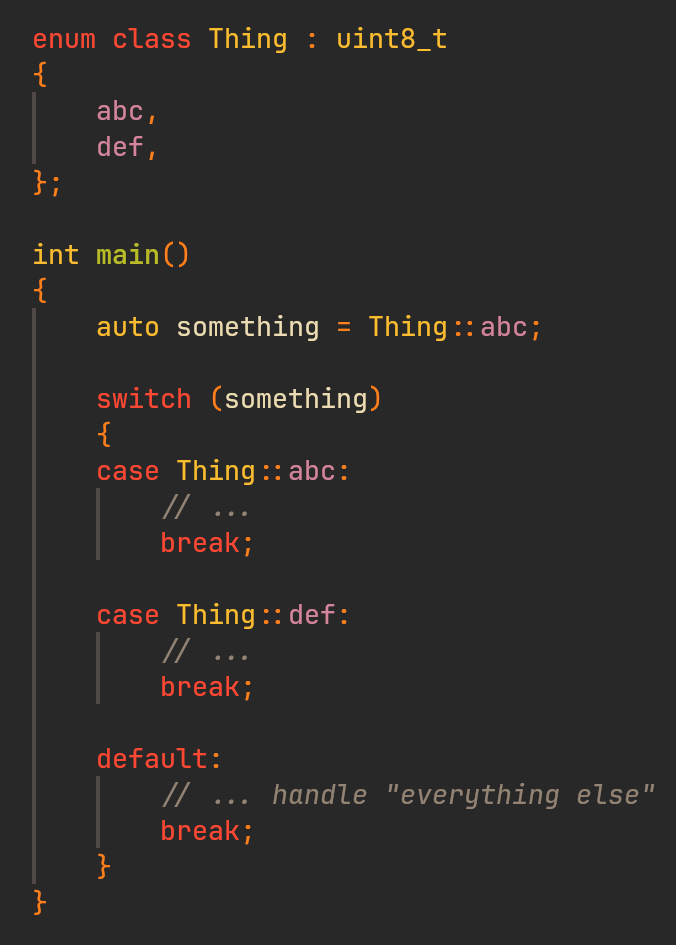 enum class Thing : uint8_t
{
    abc,
    def,
};

int main()
{
    auto something = Thing::abc;

    switch (something)
    {
    case Thing::abc:
        // ...
        break;

    case Thing::def:
        // ...
        break;

    default:
        // ... handle "everything else"
        break;
    }
}